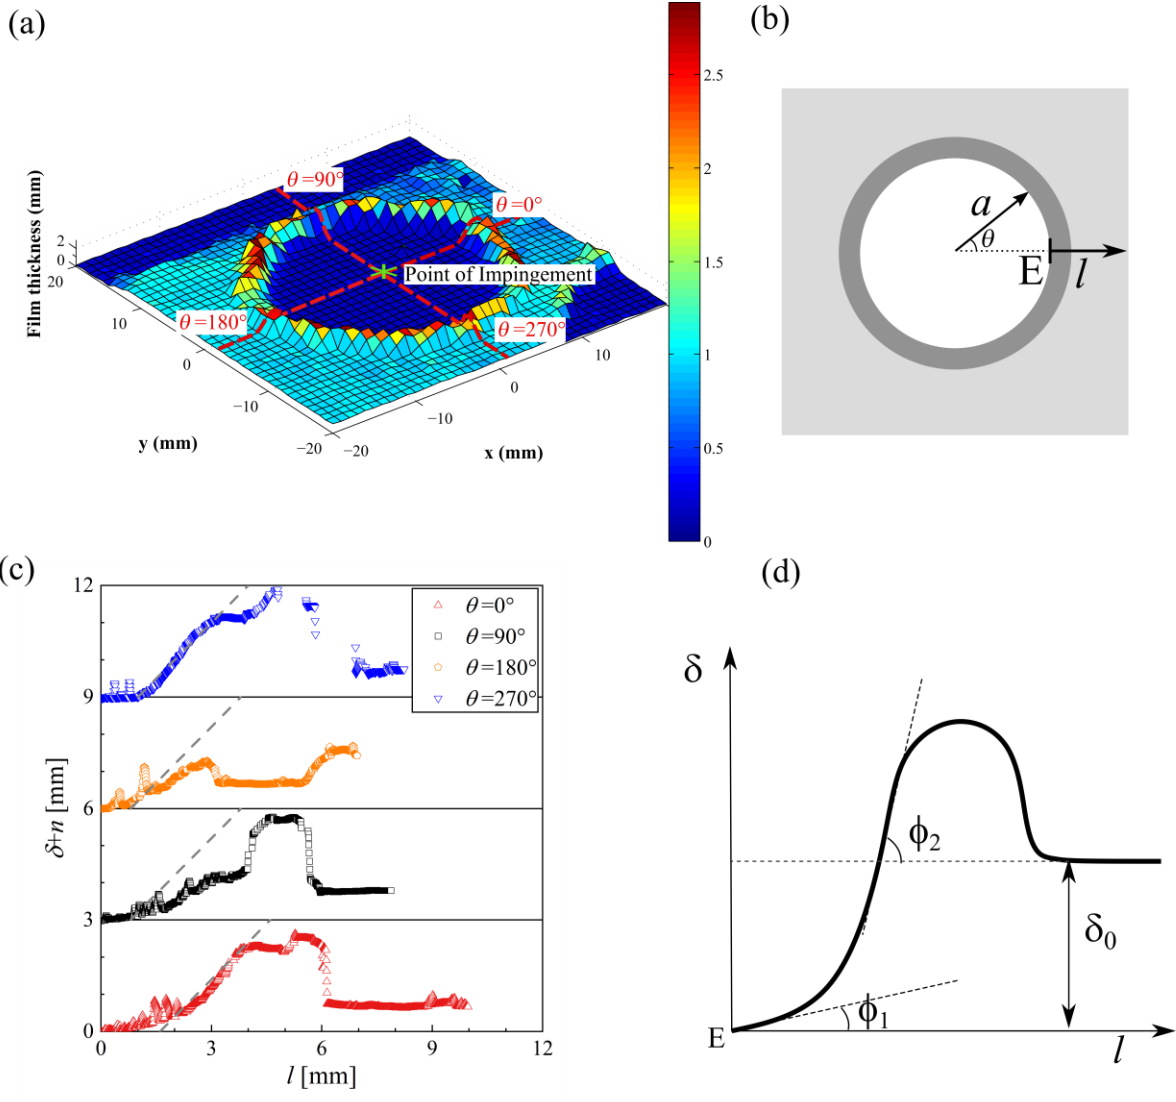 (a)
Film thickness (mm)
2
0
20
10
0
−10
−20
y (mm)
−20
−10
0
10
x (mm)
θ=90°
θ=0°
Point of Impingement
θ=180°
θ=270°
2.5
2
1.5
1
0.5
0
(b)
a
θ
E
l
(c)
12
9
6
3
0
δ+n [mm]
0
3
6
9
12
l [mm]
θ=0°
θ=90°
θ=180°
θ=270°
(d)
δ
ϕ2
δ0
ϕ1
E
l